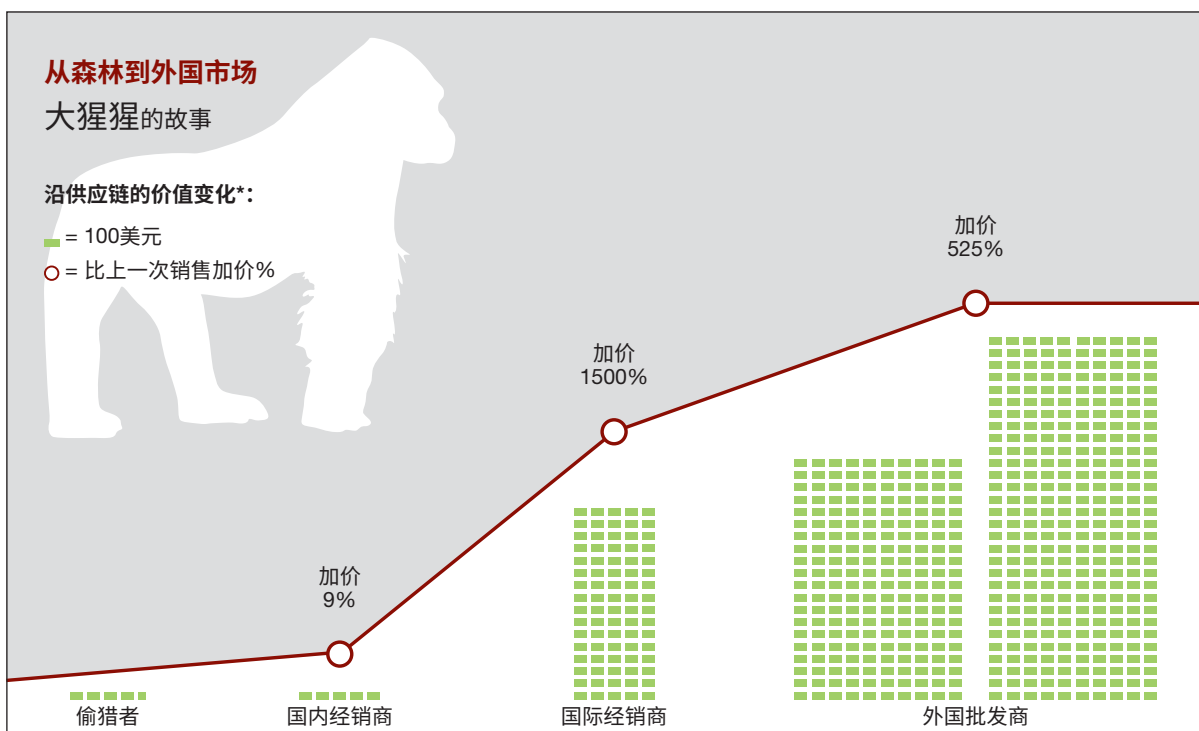 从森林到外国市场
大猩猩的故事
沿供应链的价值变化*：
= 100美元
= 比上一次销售加价%
加价
525%
加价
1500%
加价
9%
偷猎者
国内经销商
国际经销商
外国批发商